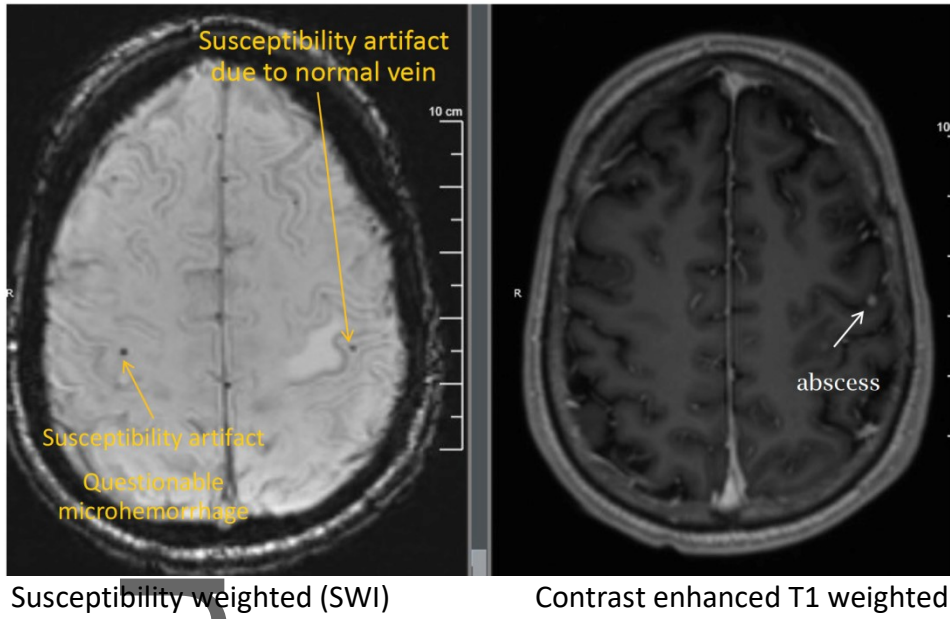 Susceptibility artifact
due to normal vein
10 cm
R
Susceptibility artifact
Questionable
microhemorrhage
10
R
abscess
Susceptibility weighted (SWI)
Contrast enhanced T1 weighted